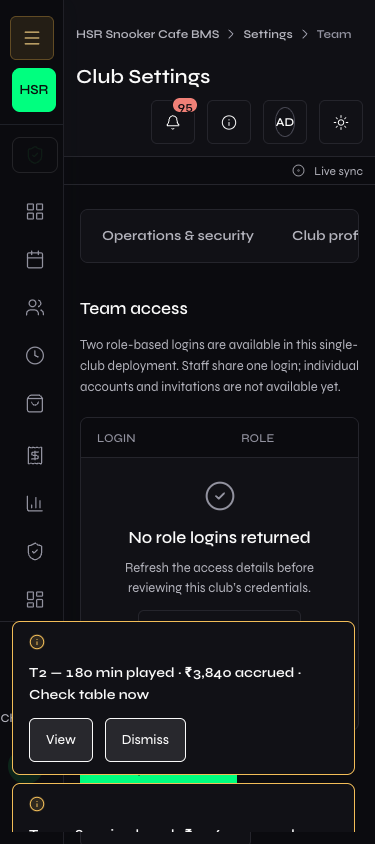 HSR Snooker Cafe BMS > Settings > Team
HSR
Club Settings
95
AD
Live sync
Operations & security Club prof
Team access
Two role-based logins are available in this single-
club deployment. Staff share one login; individual
accounts and invitations are not available yet.
LOGIN ROLE
No role logins returned
Refresh the access details before
reviewing this club's credentials.
T2 — 180 min played · ₹3,840 accrued ·
Check table now
View Dismiss